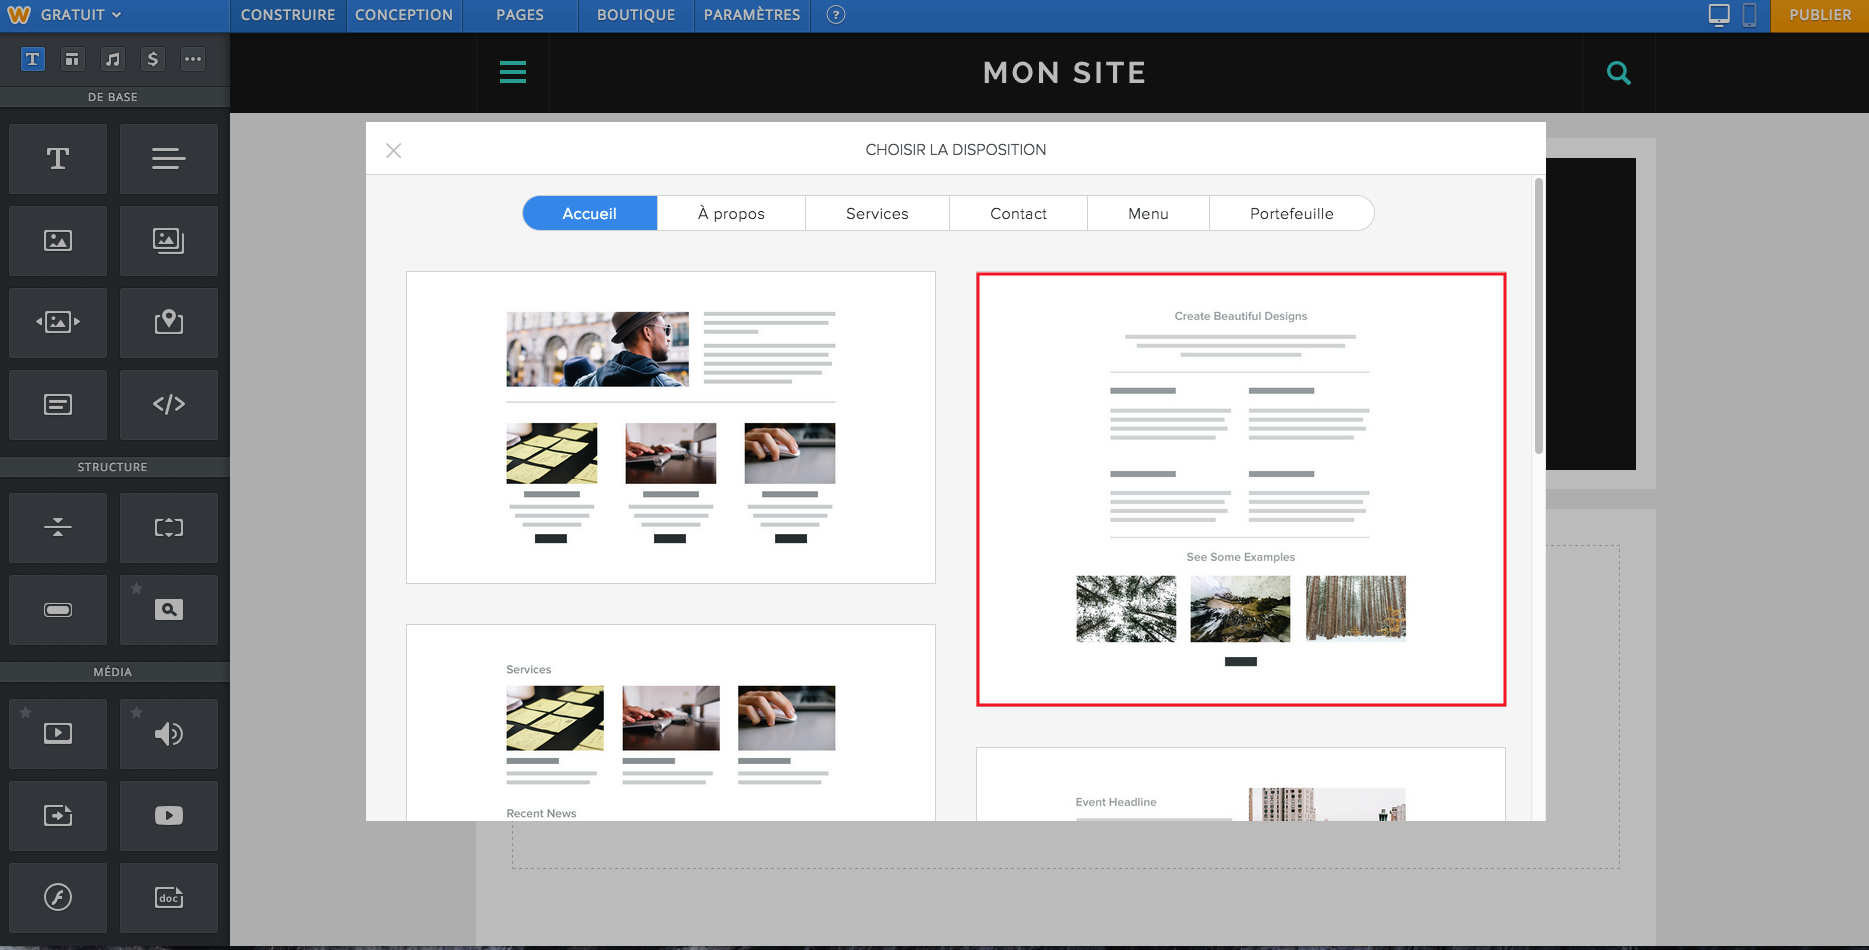 GRATUIT
CONSTRUIRE
CONCEPTION
PAGES
BOUTIQUE
PARAMÈTRES
?
PUBLIER
T
$
DE BASE
T
</>
STRUCTURE
MÉDIA
doc
MON SITE
CHOISIR LA DISPOSITION
Accueil
À propos
Services
Contact
Menu
Portefeuille
Create Beautiful Designs
See Some Examples
Services
Recent News
Event Headline